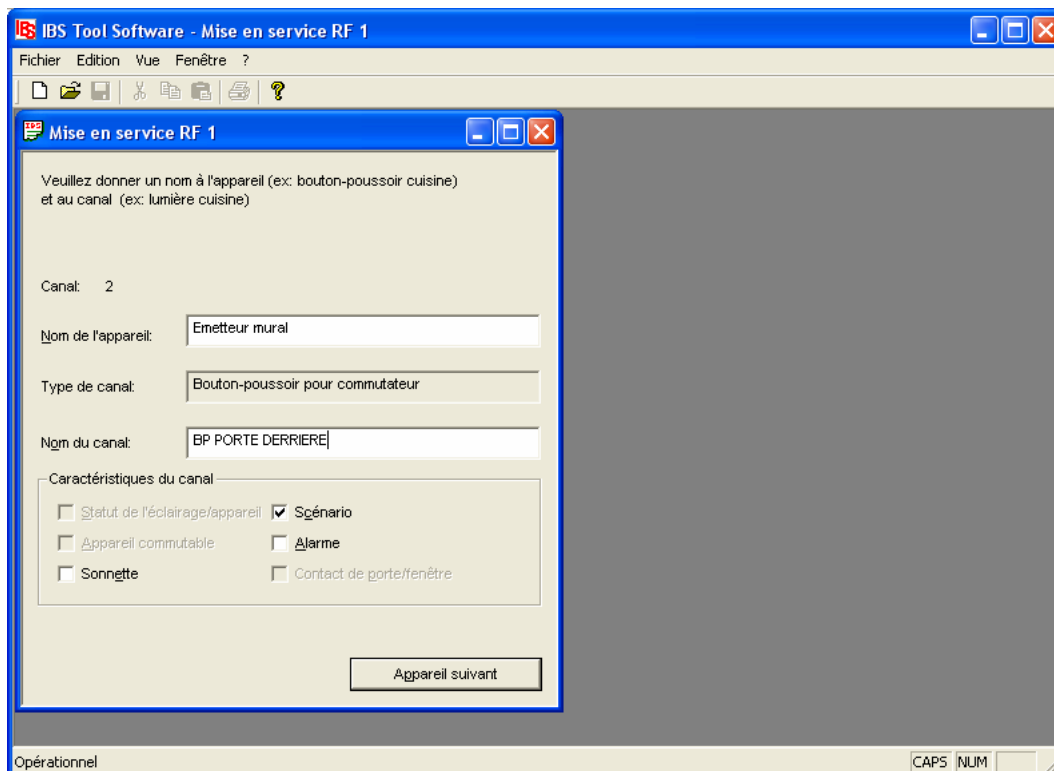 IBS IBS Tool Software - Mise en service RF 1
Fichier Edition Vue Fenêtre ?
Mise en service RF 1
Veuillez donner un nom à l'appareil (ex: bouton-poussoir cuisine)
et au canal (ex: lumière cuisine)
Canal: 2
Nom de l'appareil: Emetteur mural
Type de canal: Bouton-poussoir pour commutateur
Nom du canal: BP PORTE DERRIERE
Caractéristiques du canal
Statut de l'éclairage/appareil Scénario
Appareil commutable Alarme
Sonnette Contact de porte/fenêtre
Appareil suivant
Opérationnel CAPS NUM